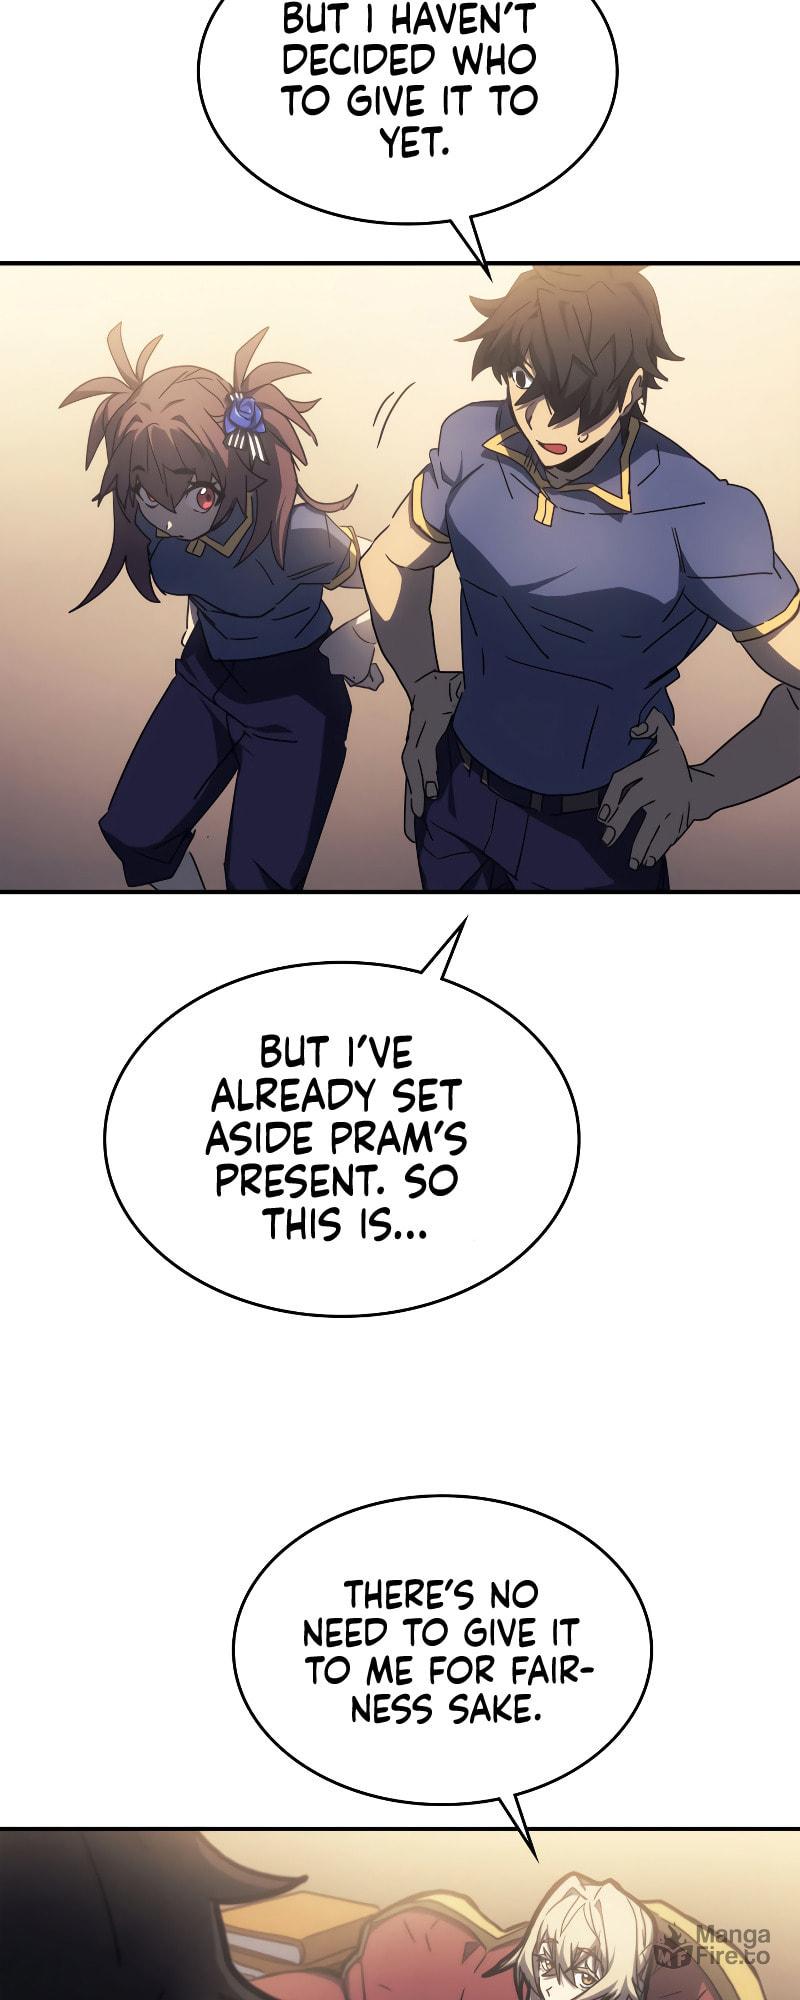 BUT I HAVEN'T
DECIDED WHO
TO GIVE IT TO
YET.
BUT I'VE
ALREADY SET
ASIDE PRAM'S
PRESENT. SO
THIS IS...
THERE'S NO
NEED TO GIVE IT
TO ME FOR FAIR-
NESS SAKE.
Manga
MF Fire.to